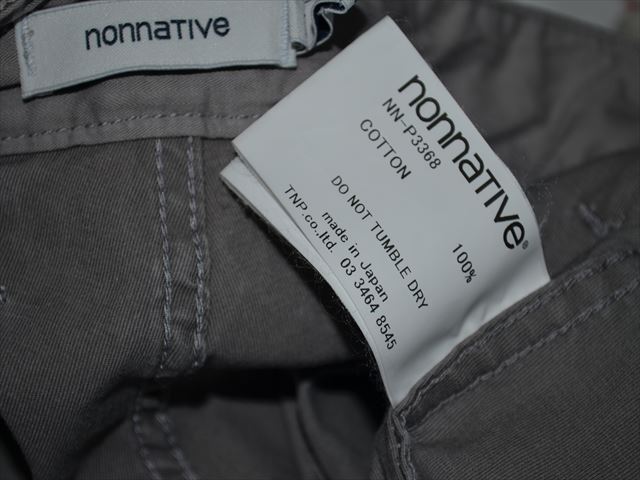 nonnative
nonnative®
NN-P3368
COTTON 100%
DO NOT TUMBLE DRY
made in Japan
TNP.co.,ltd. 03 3464 8545